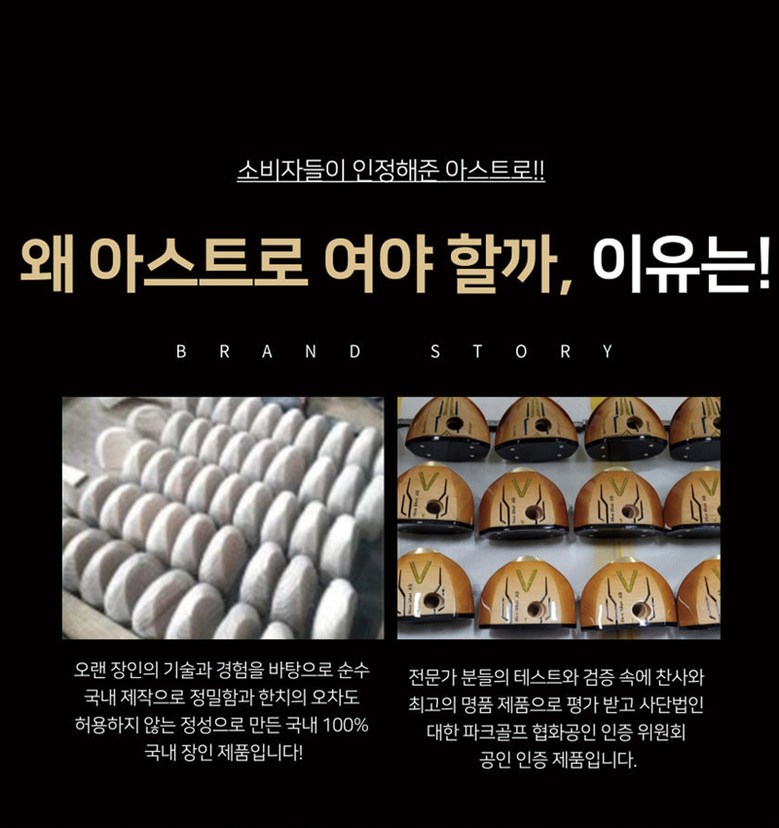 소비자들이 인정해준 아스트로!!
왜 아스트로 여야 할까, 이유는!
BRAND STORY
오랜 장인의 기술과 경험을 바탕으로 순수
국내 제작으로 정밀함과 한치의 오차도
허용하지 않는 정성으로 만든 국내 100%
국내 장인 제품입니다!
전문가 분들의 테스트와 검증 속에 찬사와
최고의 명품 제품으로 평가 받고 사단법인
대한 파크골프 협화공인 인증 위원회
공인 인증 제품입니다.